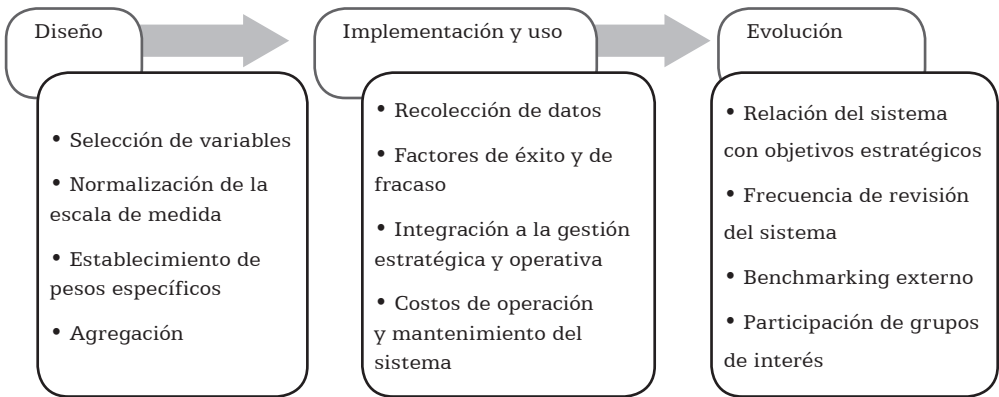 Diseño
• Selección de variables
• Normalización de la
escala de medida
• Establecimiento de
pesos específicos
• Agregación
Implementación y uso
• Recolección de datos
• Factores de éxito y de
fracaso
• Integración a la gestión
estratégica y operativa
• Costos de operación
y mantenimiento del
sistema
Evolución
• Relación del sistema
con objetivos estratégicos
• Frecuencia de revisión
del sistema
• Benchmarking externo
• Participación de grupos
de interés